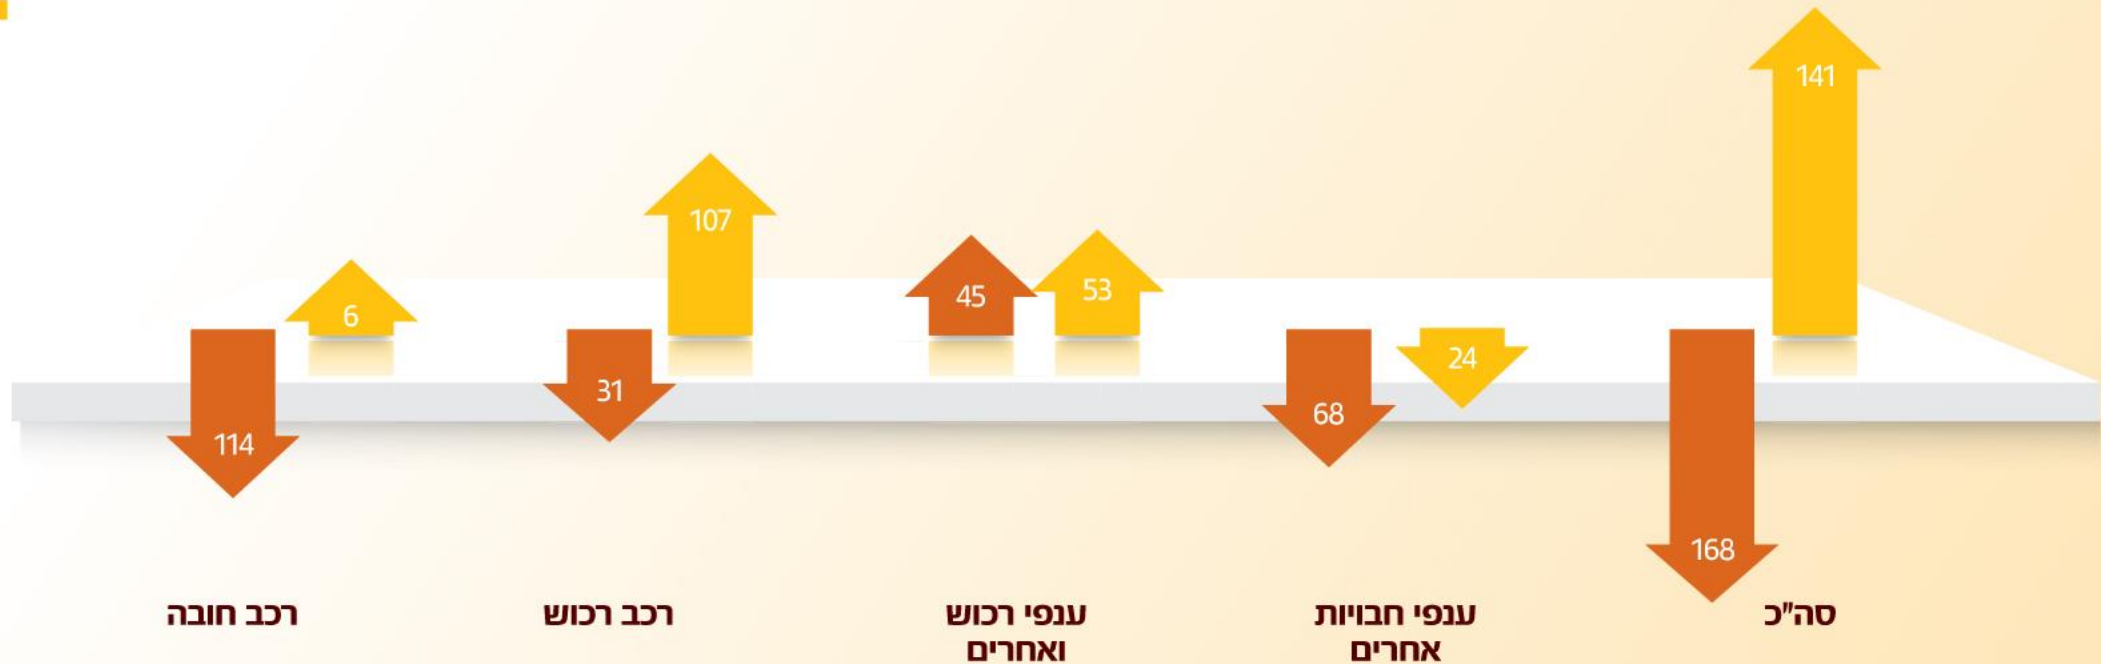 141
107
6
45
53
24
31
68
114
168
רכב חובה
רכב רכוש
ענפי רכוש
ואחרים
ענפי חבויות
אחרים
סה"כ